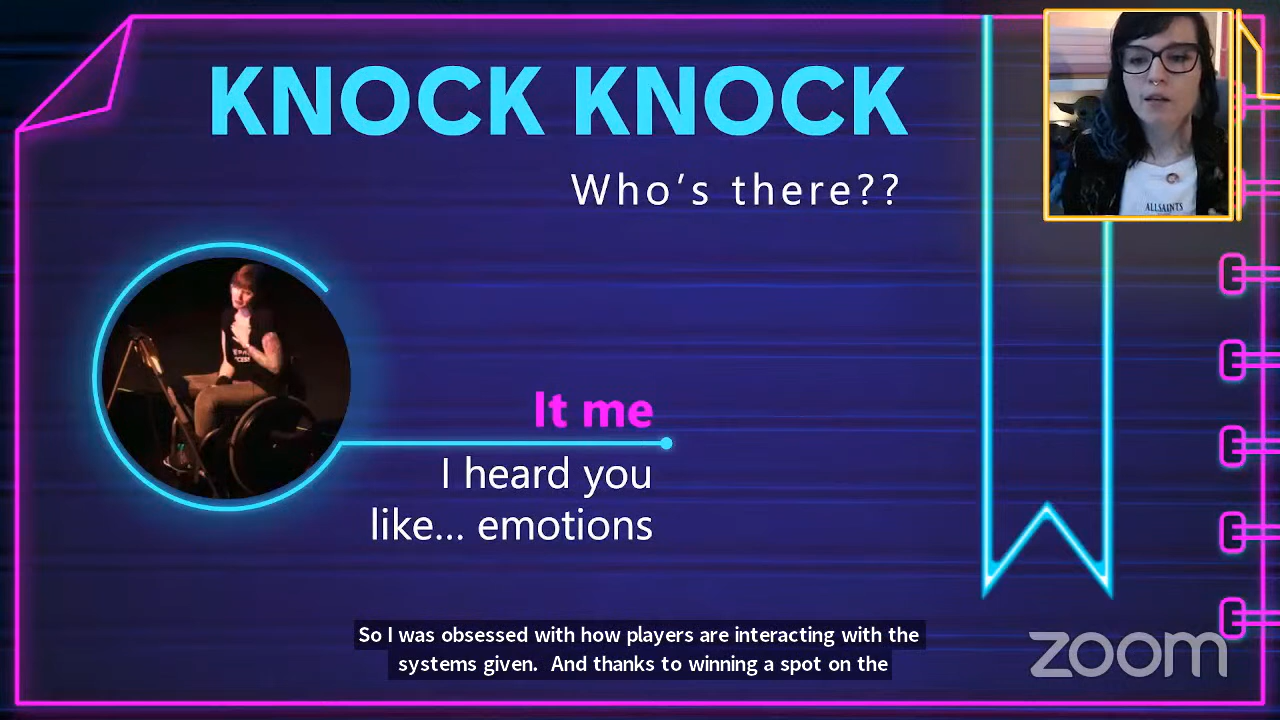 KNOCK KNOCK
Who's there??
ALLSAINTS
It me
I heard you
like... emotions
So I was obsessed with how players are interacting with the
systems given. And thanks to winning a spot on the
zoom